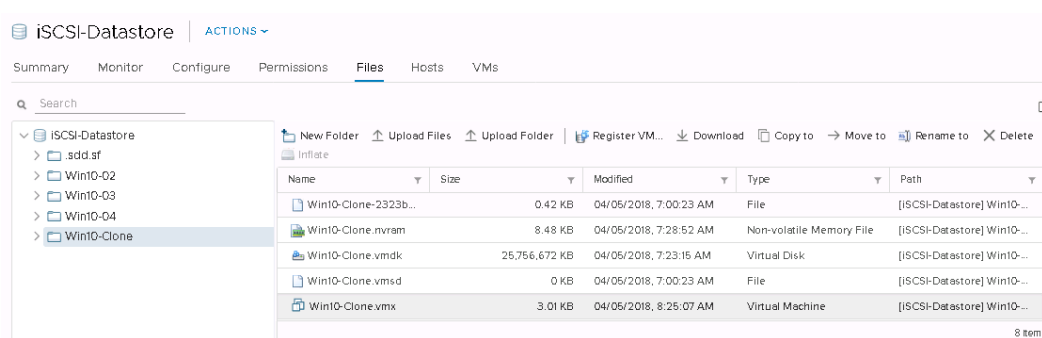 iSCSI-Datastore ACTIONS
Summary Monitor Configure Permissions Files Hosts VMs
Search
iSCSI-Datastore
.sdd.sf
Win10-02
Win10-03
Win10-04
Win10-Clone
New Folder Upload Files Upload Folder Register VM... Download Copy to Move to Rename to Delete
Inflate
Name Size Modified Type Path
Win10-Clone-2323b... 0.42 KB 04/05/2018, 7:00:23 AM File [iSCSI-Datastore] Win10-...
Win10-Clone.nvram 8.48 KB 04/05/2018, 7:28:52 AM Non-volatile Memory File [iSCSI-Datastore] Win10-...
Win10-Clone.vmdk 25,756,672 KB 04/05/2018, 7:23:15 AM Virtual Disk [iSCSI-Datastore] Win10-...
Win10-Clone.vmsd 0 KB 04/05/2018, 7:00:23 AM File [iSCSI-Datastore] Win10-...
Win10-Clone.vmx 3.01 KB 04/05/2018, 8:25:07 AM Virtual Machine [iSCSI-Datastore] Win10-...
8 item